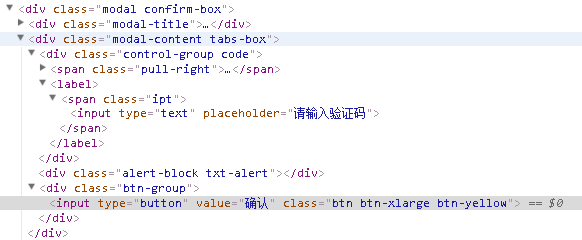 ▼<div class="modal confirm-box">
▶<div class="modal-title">…</div>
▼<div class="modal-content tabs-box">
▼<div class="control-group code">
▶<span class="pull-right">…</span>
▼<label>
▼<span class="ipt">
<input type="text" placeholder="请输入验证码">
</span>
</label>
</div>
<div class="alert-block txt-alert"></div>
▼<div class="btn-group">
<input type="button" value="确认" class="btn btn-xlarge btn-yellow"> == $0
</div>
</div>